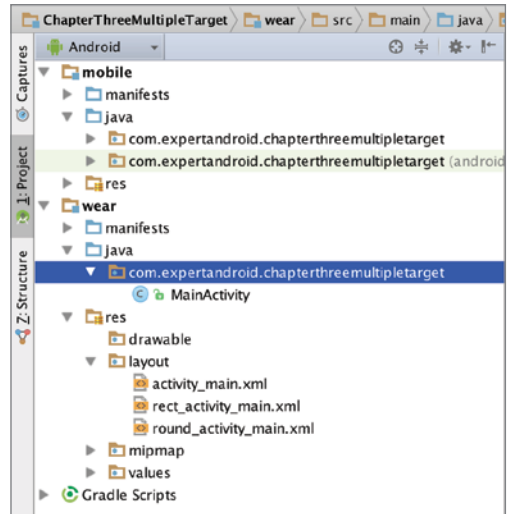 ChapterThreeMultipleTarget wear src main java
Android
Captures
1: Project
Z: Structure
mobile
manifests
java
com.expertandroid.chapterthreemultipletarget
com.expertandroid.chapterthreemultipletarget (android
res
wear
manifests
java
com.expertandroid.chapterthreemultipletarget
C MainActivity
res
drawable
layout
activity_main.xml
rect_activity_main.xml
round_activity_main.xml
mipmap
values
Gradle Scripts